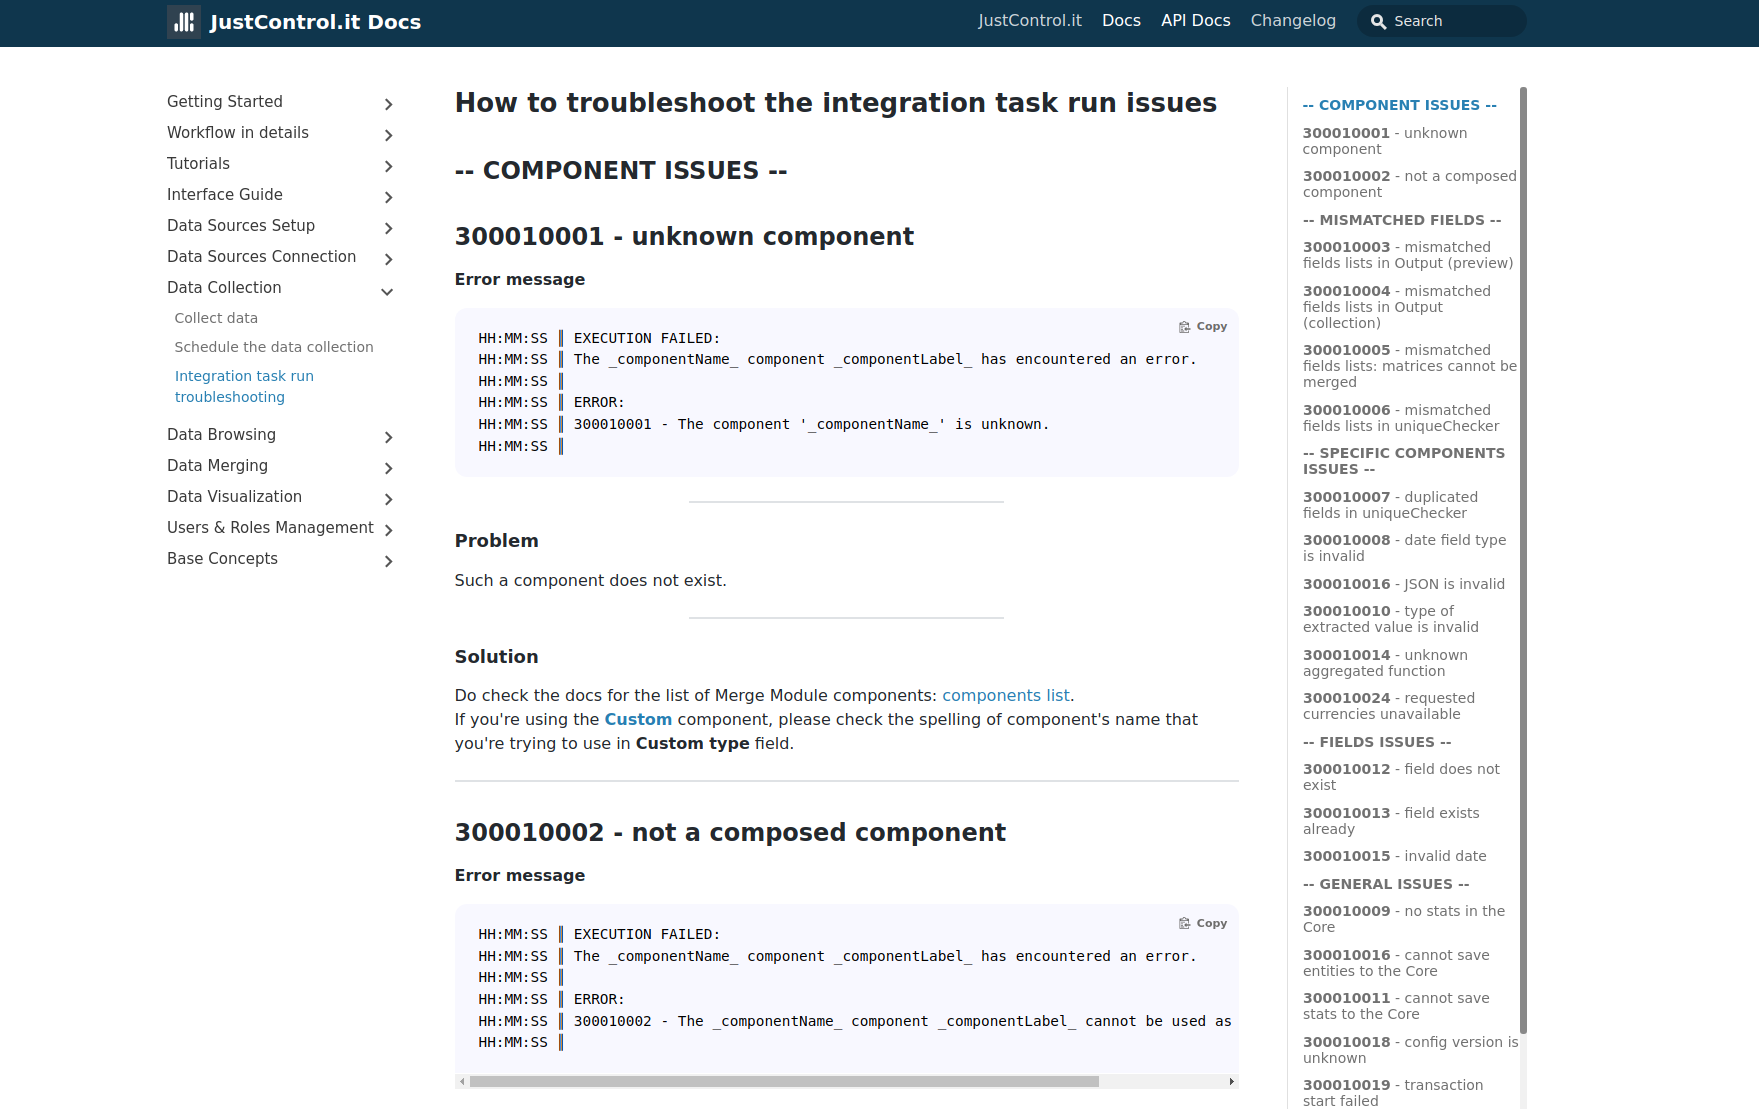 JustControl.it Docs
JustControl.it Docs API Docs Changelog Search
Getting Started
Workflow in details
Tutorials
Interface Guide
Data Sources Setup
Data Sources Connection
Data Collection
Collect data
Schedule the data collection
Integration task run
troubleshooting
Data Browsing
Data Merging
Data Visualization
Users & Roles Management
Base Concepts
How to troubleshoot the integration task run issues
-- COMPONENT ISSUES --
300010001 - unknown component
Error message
Copy
HH:MM:SS ║ EXECUTION FAILED:
HH:MM:SS ║ The _componentName_ component _componentLabel_ has encountered an error.
HH:MM:SS ║
HH:MM:SS ║ ERROR:
HH:MM:SS ║ 300010001 - The component '_componentName_' is unknown.
HH:MM:SS ║
Problem
Such a component does not exist.
Solution
Do check the docs for the list of Merge Module components: components list.
If you're using the Custom component, please check the spelling of component's name that
you're trying to use in Custom type field.
300010002 - not a composed component
Error message
Copy
HH:MM:SS ║ EXECUTION FAILED:
HH:MM:SS ║ The _componentName_ component _componentLabel_ has encountered an error.
HH:MM:SS ║
HH:MM:SS ║ ERROR:
HH:MM:SS ║ 300010002 - The _componentName_ component _componentLabel_ cannot be used as
HH:MM:SS ║
-- COMPONENT ISSUES --
300010001 - unknown
component
300010002 - not a composed
component
-- MISMATCHED FIELDS --
300010003 - mismatched
fields lists in Output (preview)
300010004 - mismatched
fields lists in Output
(collection)
300010005 - mismatched
fields lists: matrices cannot be
merged
300010006 - mismatched
fields lists in uniqueChecker
-- SPECIFIC COMPONENTS
ISSUES --
300010007 - duplicated
fields in uniqueChecker
300010008 - date field type
is invalid
300010016 - JSON is invalid
300010010 - type of
extracted value is invalid
300010014 - unknown
aggregated function
300010024 - requested
currencies unavailable
-- FIELDS ISSUES --
300010012 - field does not
exist
300010013 - field exists
already
300010015 - invalid date
-- GENERAL ISSUES --
300010009 - no stats in the
Core
300010016 - cannot save
entities to the Core
300010011 - cannot save
stats to the Core
300010018 - config version is
unknown
300010019 - transaction
start failed